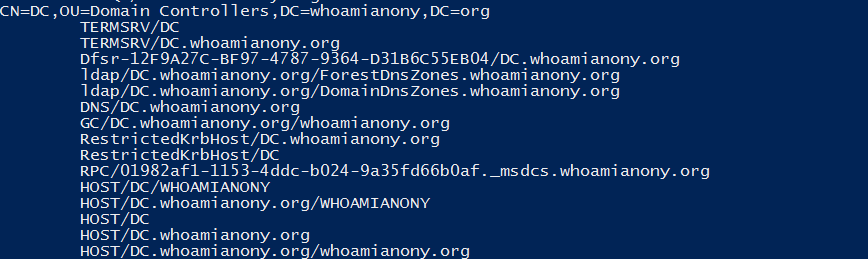 CN=DC,OU=Domain Controllers,DC=whoamianony,DC=org
TERMSRV/DC
TERMSRV/DC.whoamianony.org
Dfsr-12F9A27C-BF97-4787-9364-D31B6C55EB04/DC.whoamianony.org
ldap/DC.whoamianony.org/ForestDnsZones.whoamianony.org
ldap/DC.whoamianony.org/DomainDnsZones.whoamianony.org
DNS/DC.whoamianony.org
GC/DC.whoamianony.org/whoamianony.org
RestrictedKrbHost/DC.whoamianony.org
RestrictedKrbHost/DC
RPC/01982af1-1153-4ddc-b024-9a35fd66b0af._msdcs.whoamianony.org
HOST/DC/WHOAMIANONY
HOST/DC.whoamianony.org/WHOAMIANONY
HOST/DC
HOST/DC.whoamianony.org
HOST/DC.whoamianony.org/whoamianony.org